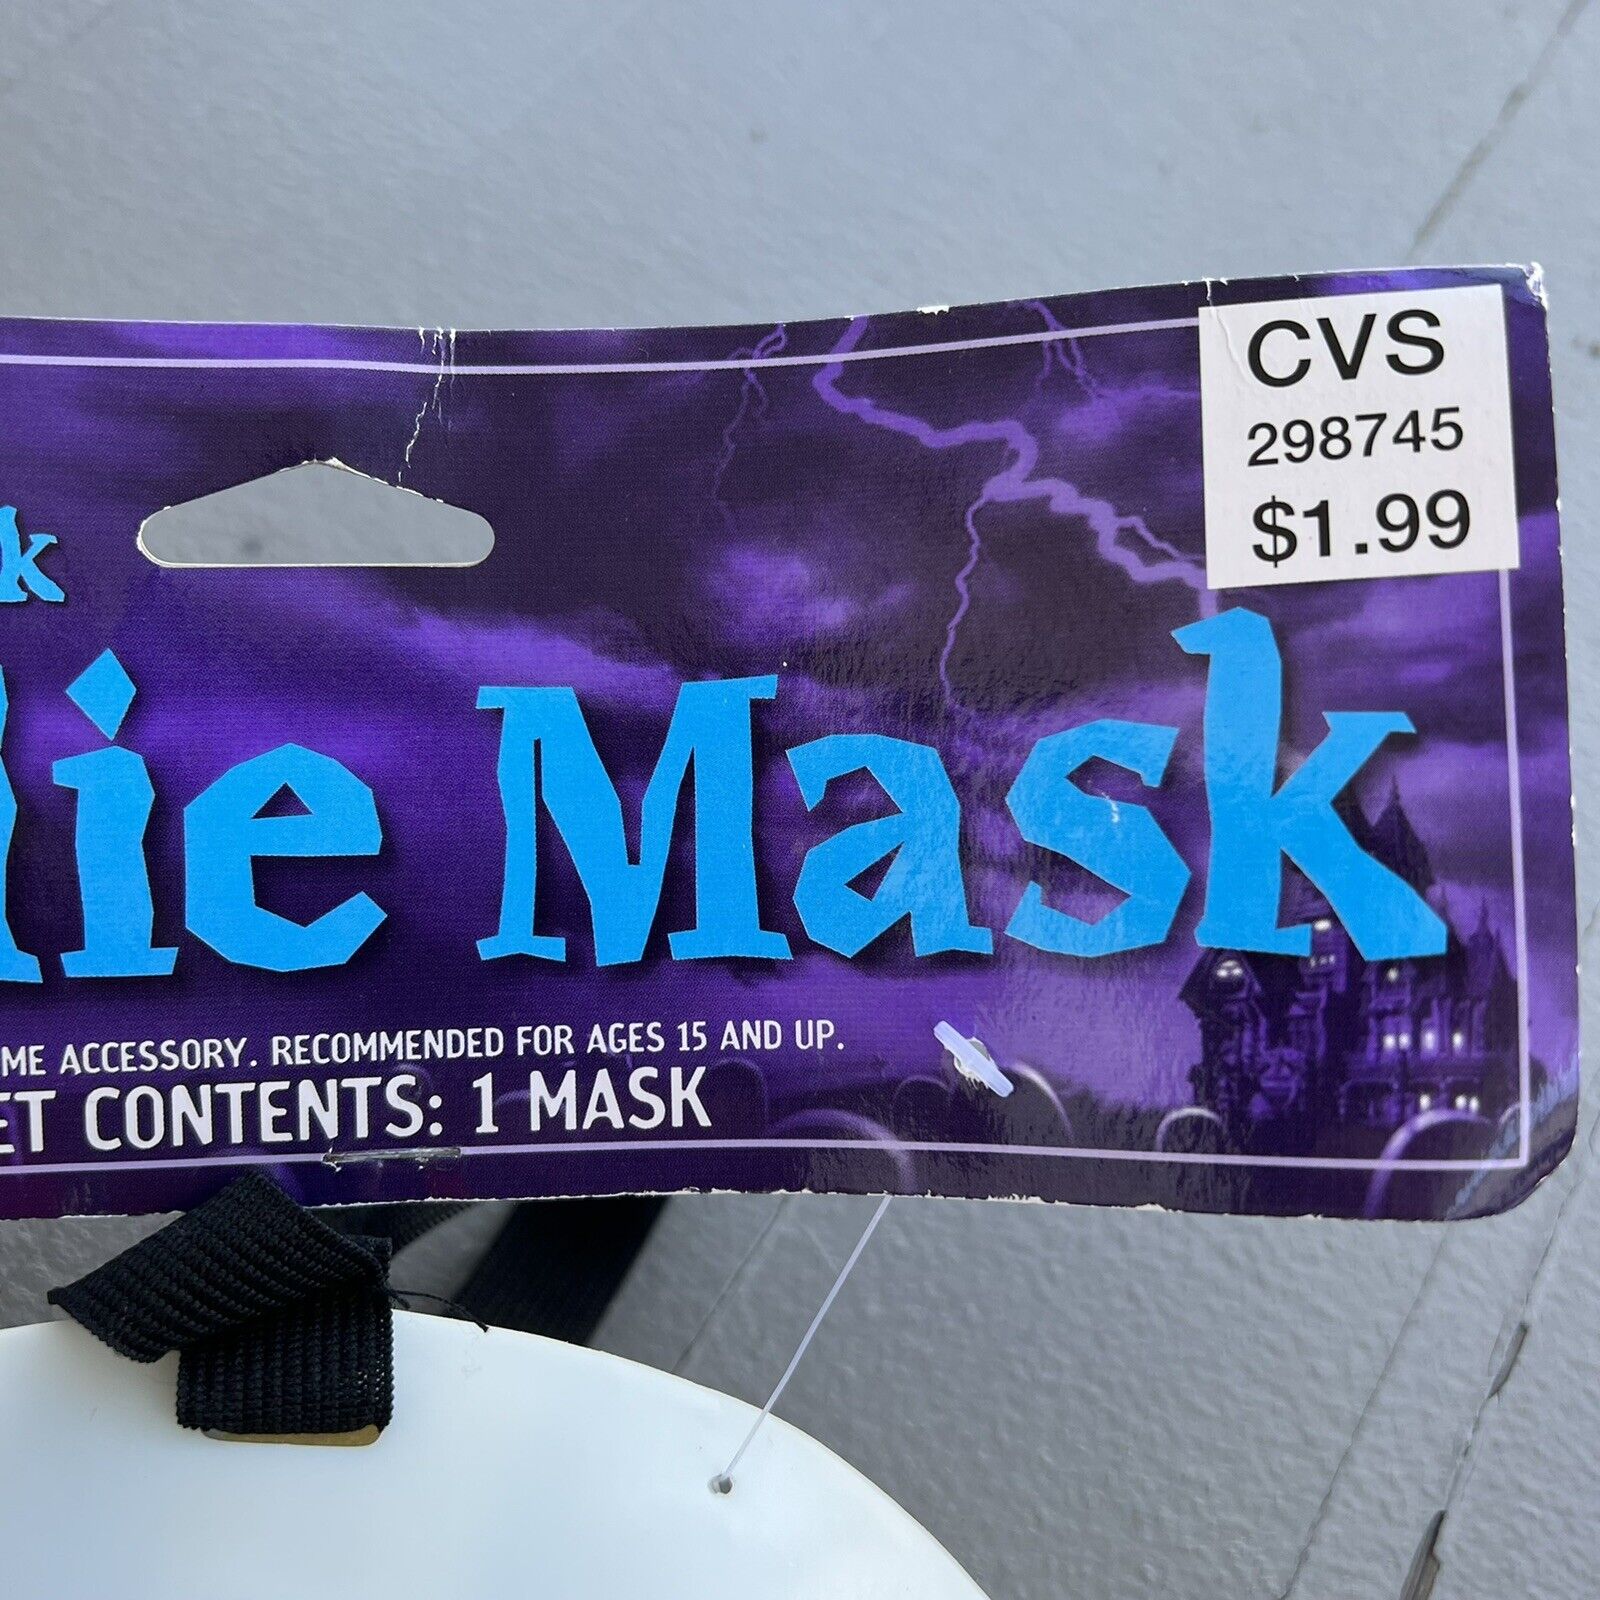 CVS
298745
$1.99
Mask
ACCESSORY. RECOMMENDED FOR AGES 15 AND UP.
CONTENTS: 1 MASK